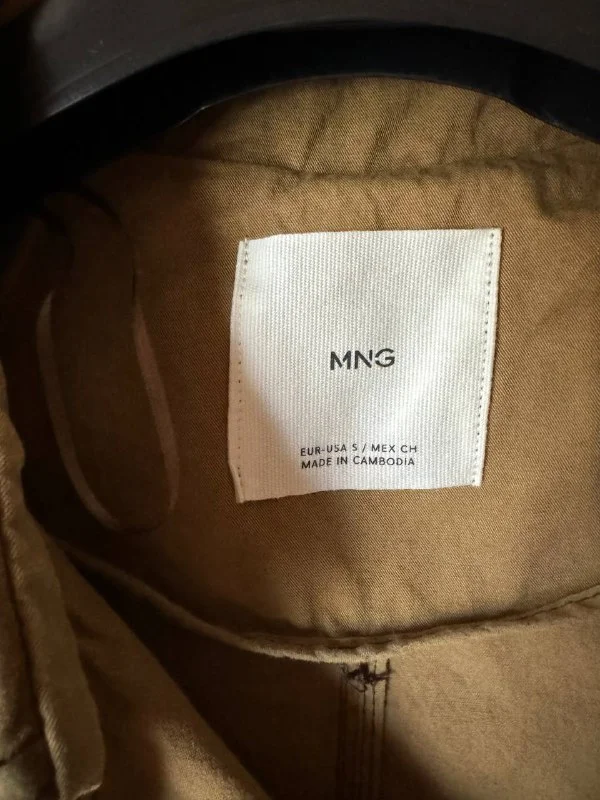 MNG
EUR-USA S / MEX CH
MADE IN CAMBODIA